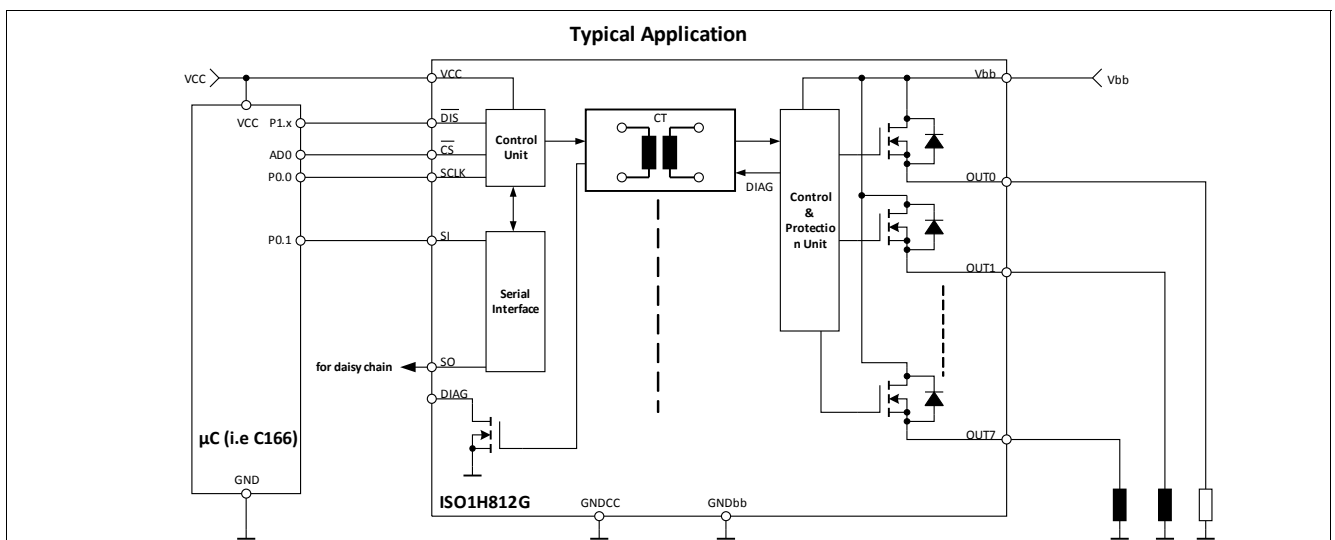 Typical Application
VCC
VCC
Vbb
Vbb
VCC P1.x
DIS
AD0
CS
P0.0
SCLK
Control
Unit
CT
DIAG
Control
&
Protectio
n Unit
OUT0
P0.1
SI
Serial
Interface
OUT1
for daisy chain
SO
DIAG
µC (i.e C166)
OUT7
GND
ISO1H812G
GNDCC
GNDbb